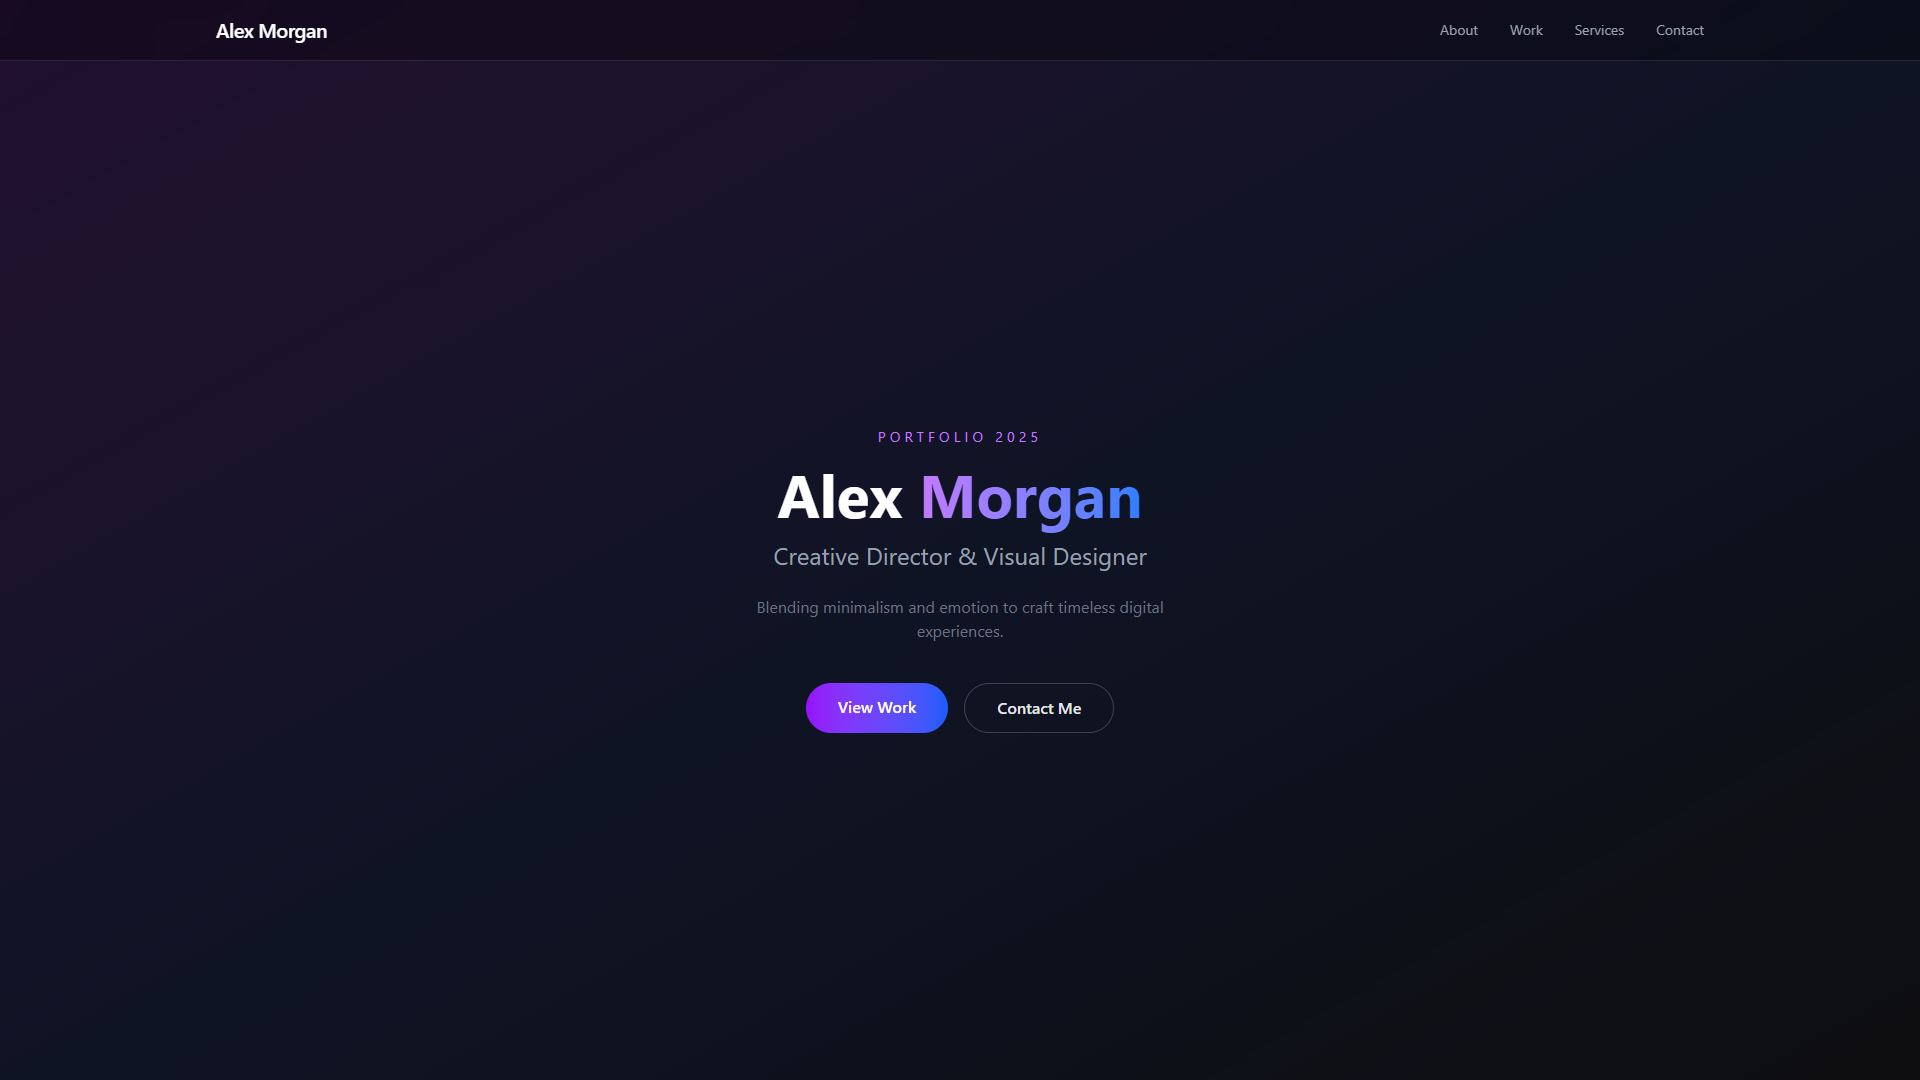 Alex Morgan
About
Work
Services
Contact
PORTFOLIO 2025
Alex Morgan
Creative Director & Visual Designer
Blending minimalism and emotion to craft timeless digital
experiences.
View Work
Contact Me